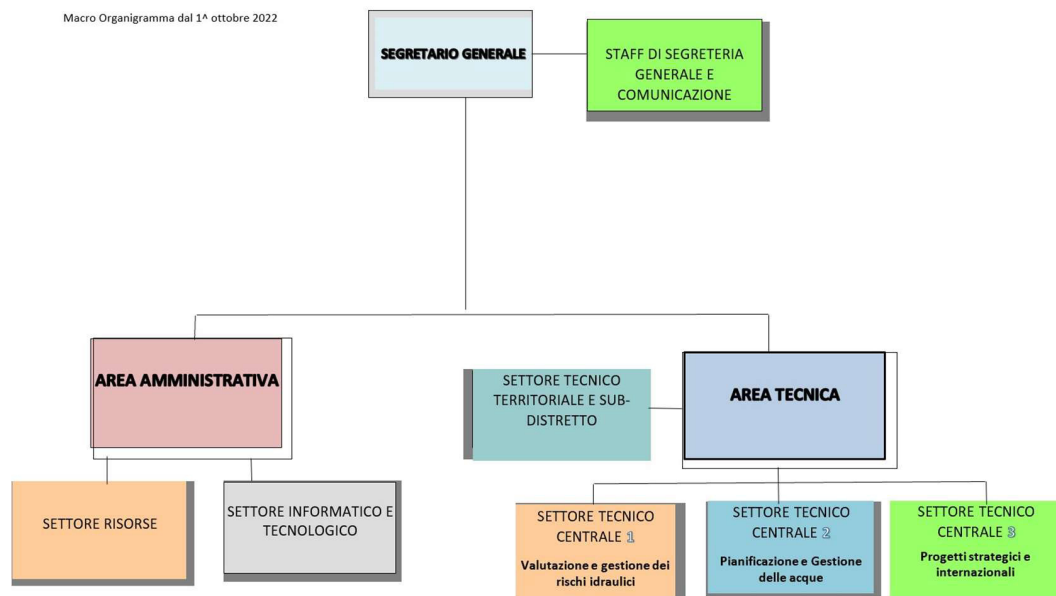 Macro Organigramma dal 1^ ottobre 2022
SEGRETARIO GENERALE
STAFF DI SEGRETERIA
GENERALE E
COMUNICAZIONE
AREA AMMINISTRATIVA
SETTORE TECNICO
TERRITORIALE E SUB-
DISTRETTO
AREA TECNICA
SETTORE RISORSE
SETTORE INFORMATICO E
TECNOLOGICO
SETTORE TECNICO
CENTRALE 1
Valutazione e gestione dei
rischi idraulici
SETTORE TECNICO
CENTRALE 2
Pianificazione e Gestione
delle acque
SETTORE TECNICO
CENTRALE 3
Progetti strategici e
internazionali